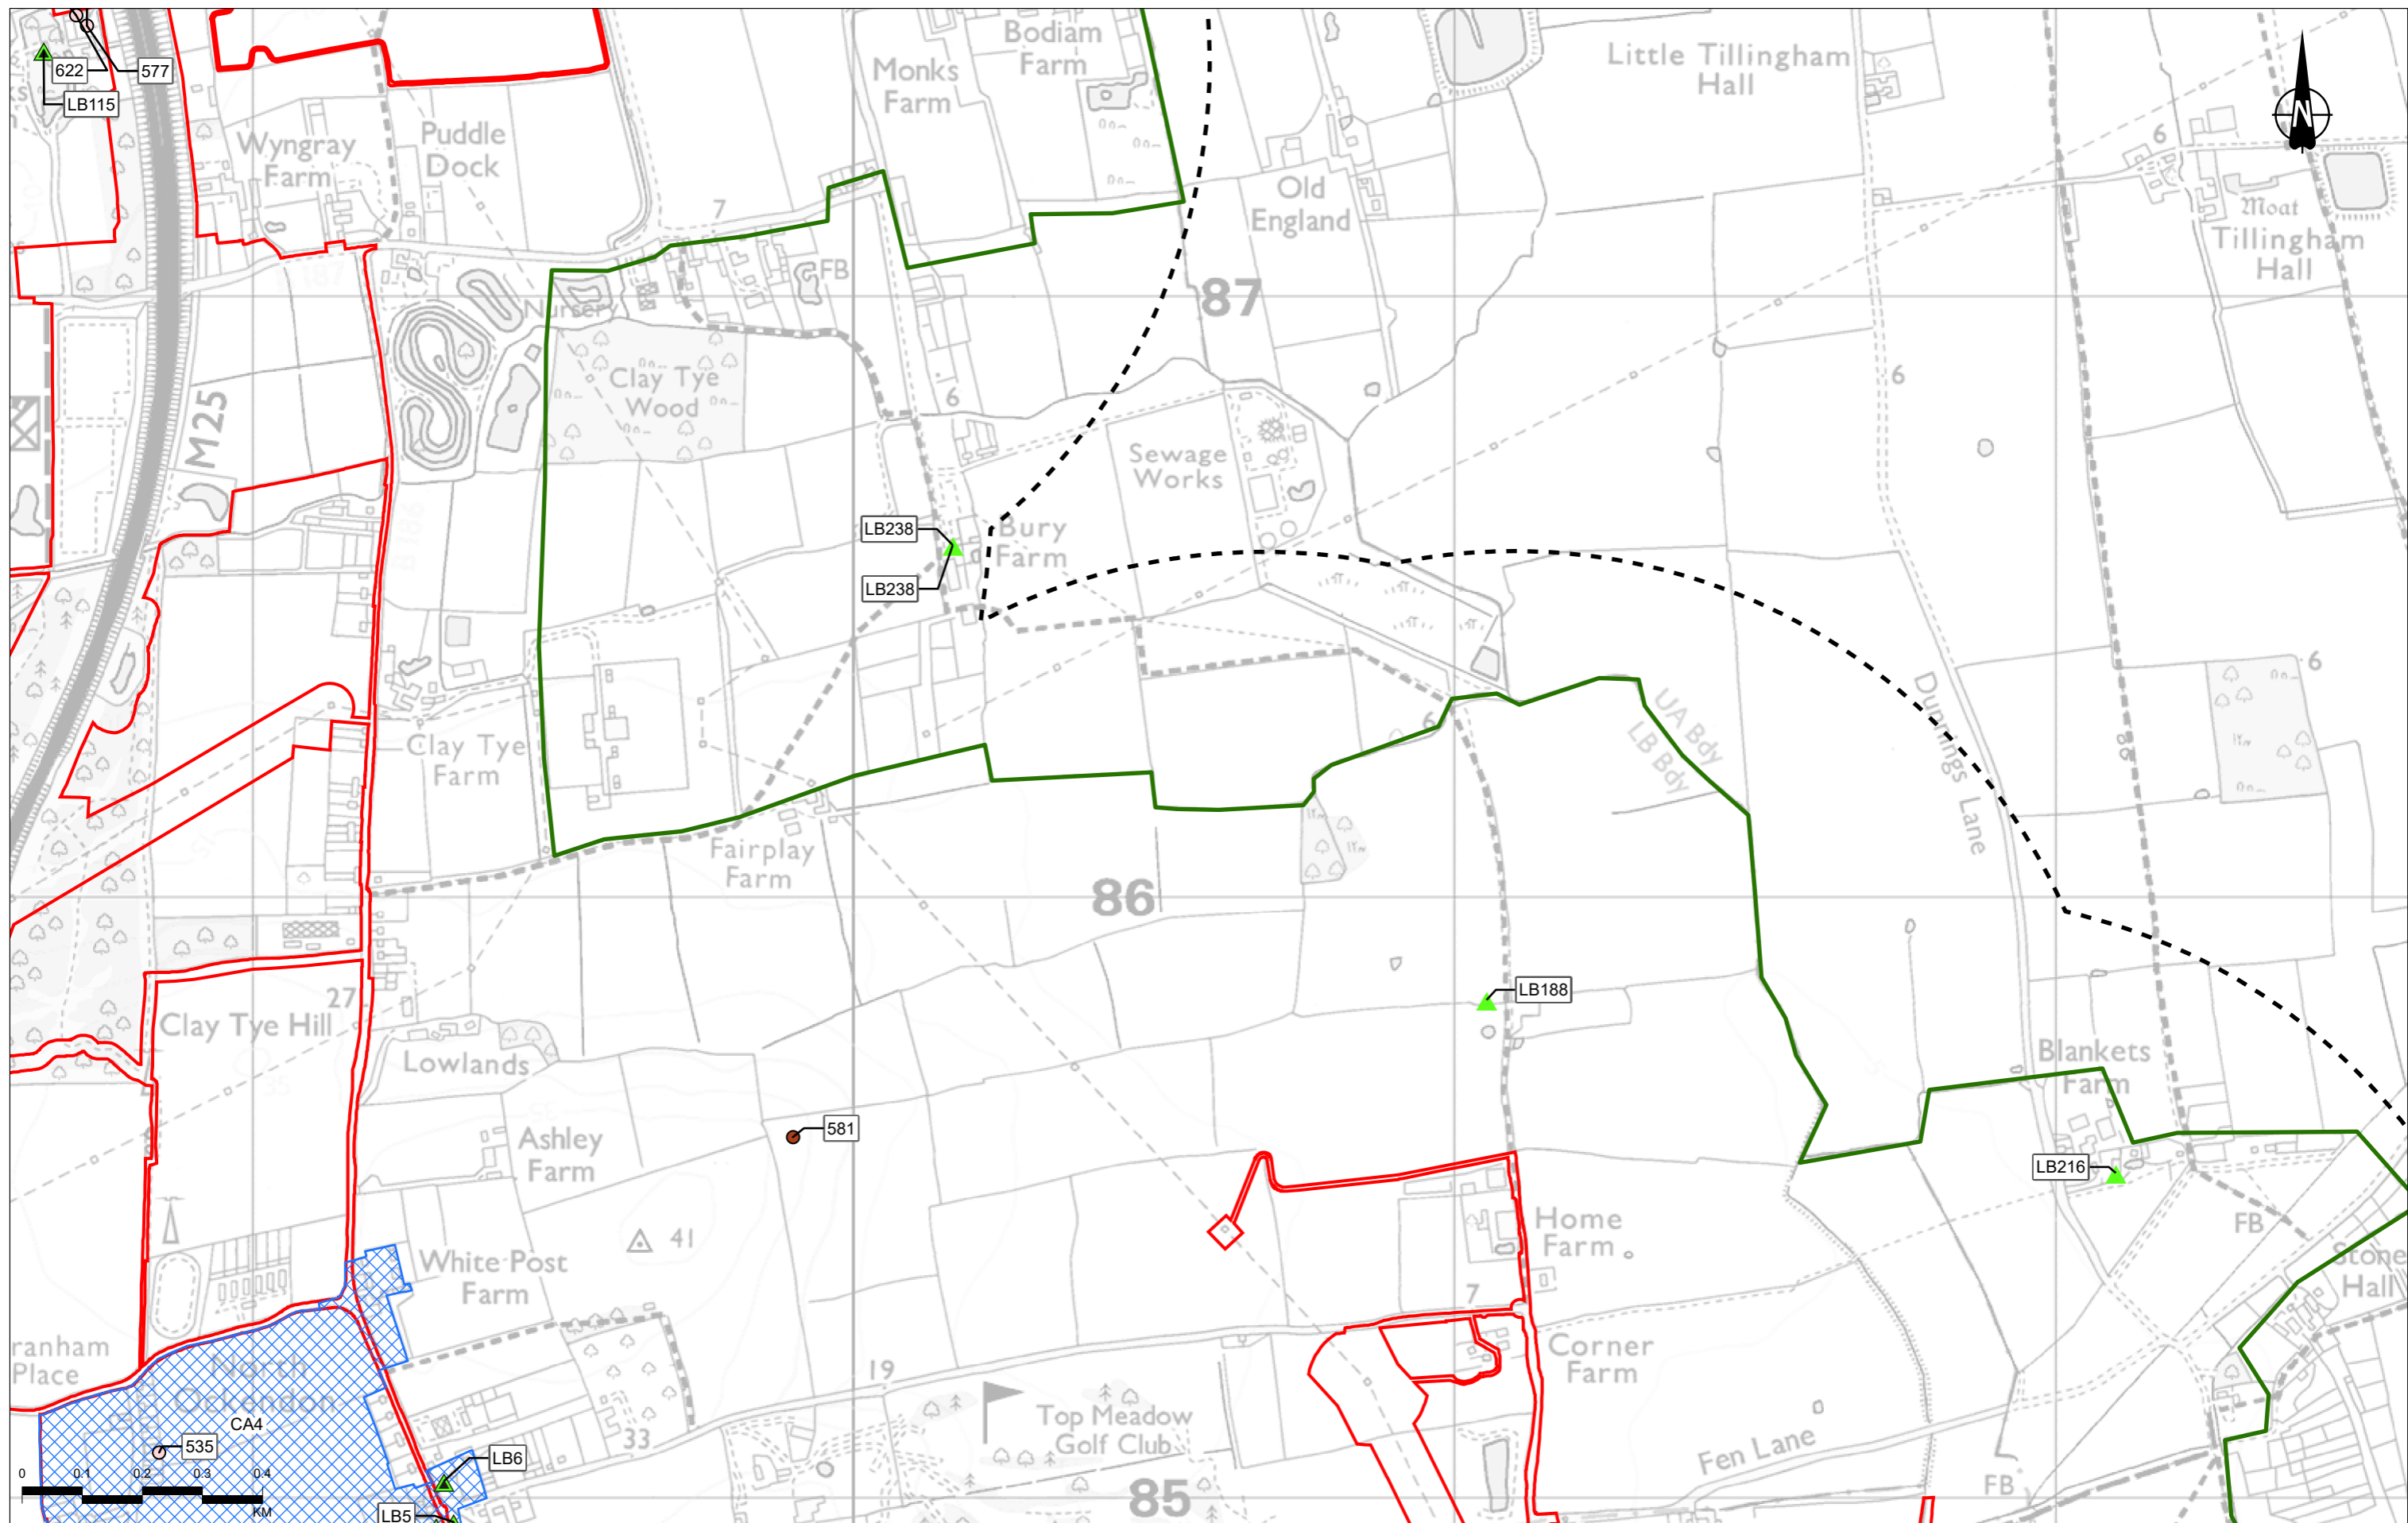 Bodiam
Farm
Monks
Farm
Little Tillingham
Hall
N
622
577
LB115
Wyngray
Farm
Puddle
Dock
6
7
Old
England
Moat
Tillingham
Hall
187
FB
87
Nursery
Clay Tye
Wood
6
6
M25
Sewage
Works
LB238
Bury
Farm
LB238
6
UA Bdy
LB Bdy
6
Dunnings Lane
Clay Tye
Farm
Fairplay
Farm
86
LB188
27
Clay Tye Hill
Lowlands
Blankets
Farm
581
Ashley
Farm
LB216
41
Home
Farm
FB
Stone
Hall
White Post
Farm
7
ranham
Place
Corner
Farm
North
Ockendon
19
CA4
Top Meadow
Golf Club
33
535
LB6
Fen Lane
FB
0 0.1 0.2 0.3 0.4
KM
85
LB5